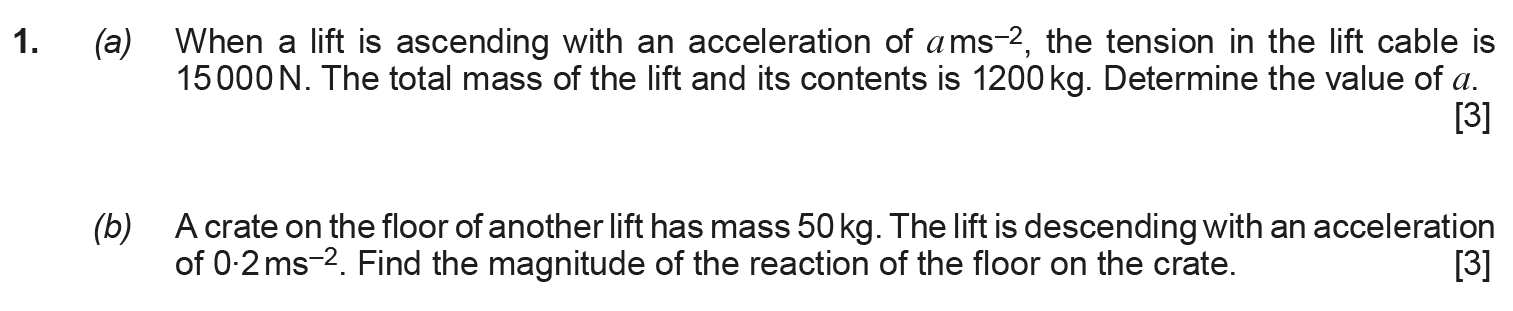 1. (a) When a lift is ascending with an acceleration of a ms⁻², the tension in the lift cable is
15 000 N. The total mass of the lift and its contents is 1200 kg. Determine the value of a.
[3]
(b) A crate on the floor of another lift has mass 50 kg. The lift is descending with an acceleration
of 0·2 ms⁻². Find the magnitude of the reaction of the floor on the crate. [3]